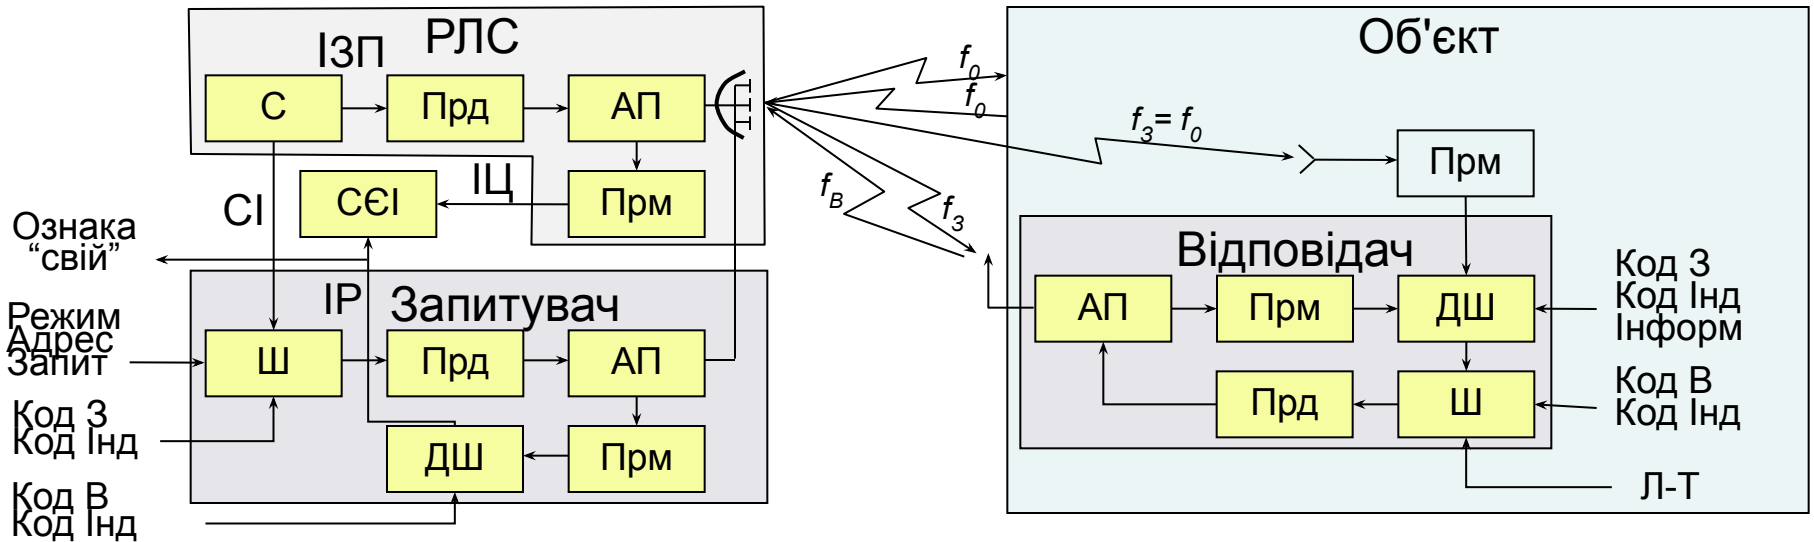 РЛС
ІЗП
С
Прд
АП
СЄІ
ІЦ
Прм
СІ
Ознака
“свій”
ІР
Запитувач
Режим
Адрес
Запит
Ш
Прд
АП
Код З
Код Інд
ДШ
Прм
Код В
Код Інд
f0
f0
fЗ= f0
fВ
fЗ
Об'єкт
Прм
Відповідач
АП
Прм
ДШ
Код З
Код Інд
Інформ
Прд
Ш
Код В
Код Інд
Л-Т